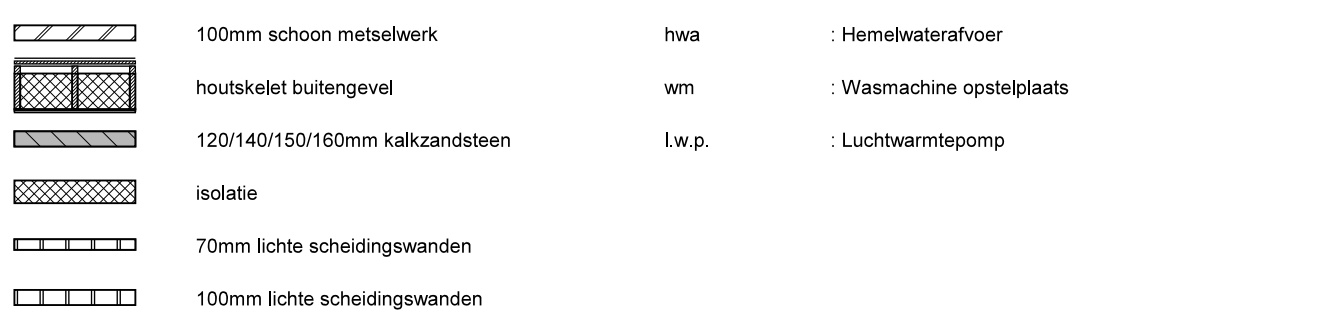 100mm schoon metselwerk
houtskelet buitengevel
120/140/150/160mm kalkzandsteen
isolatie
70mm lichte scheidingswanden
100mm lichte scheidingswanden
hwa : Hemelwaterafvoer
wm : Wasmachine opstelplaats
l.w.p. : Luchtwarmtepomp